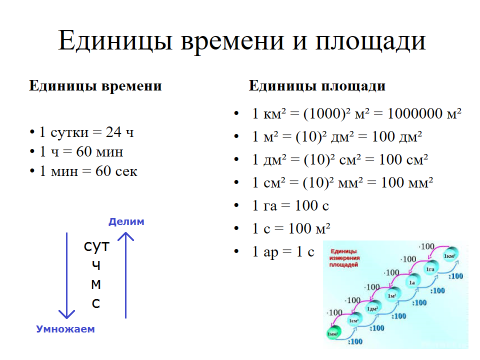 Единицы времени и площади
Единицы времени
• 1 сутки = 24 ч
• 1 ч = 60 мин
• 1 мин = 60 сек
Делим
сут
ч
м
с
Умножаем
Единицы площади
• 1 км² = (1000)² м² = 1000000 м²
• 1 м² = (10)² дм² = 100 дм²
• 1 дм² = (10)² см² = 100 см²
• 1 см² = (10)² мм² = 100 мм²
• 1 га = 100 с
• 1 с = 100 м²
• 1 ар = 1 с
Единицы
измерения
площадей
·100
1км²
·100
1га
:100
·100
1а
:100
·100
1м²
:100
·100
1дм²
:100
·100
1см²
:100
1мм²
:100